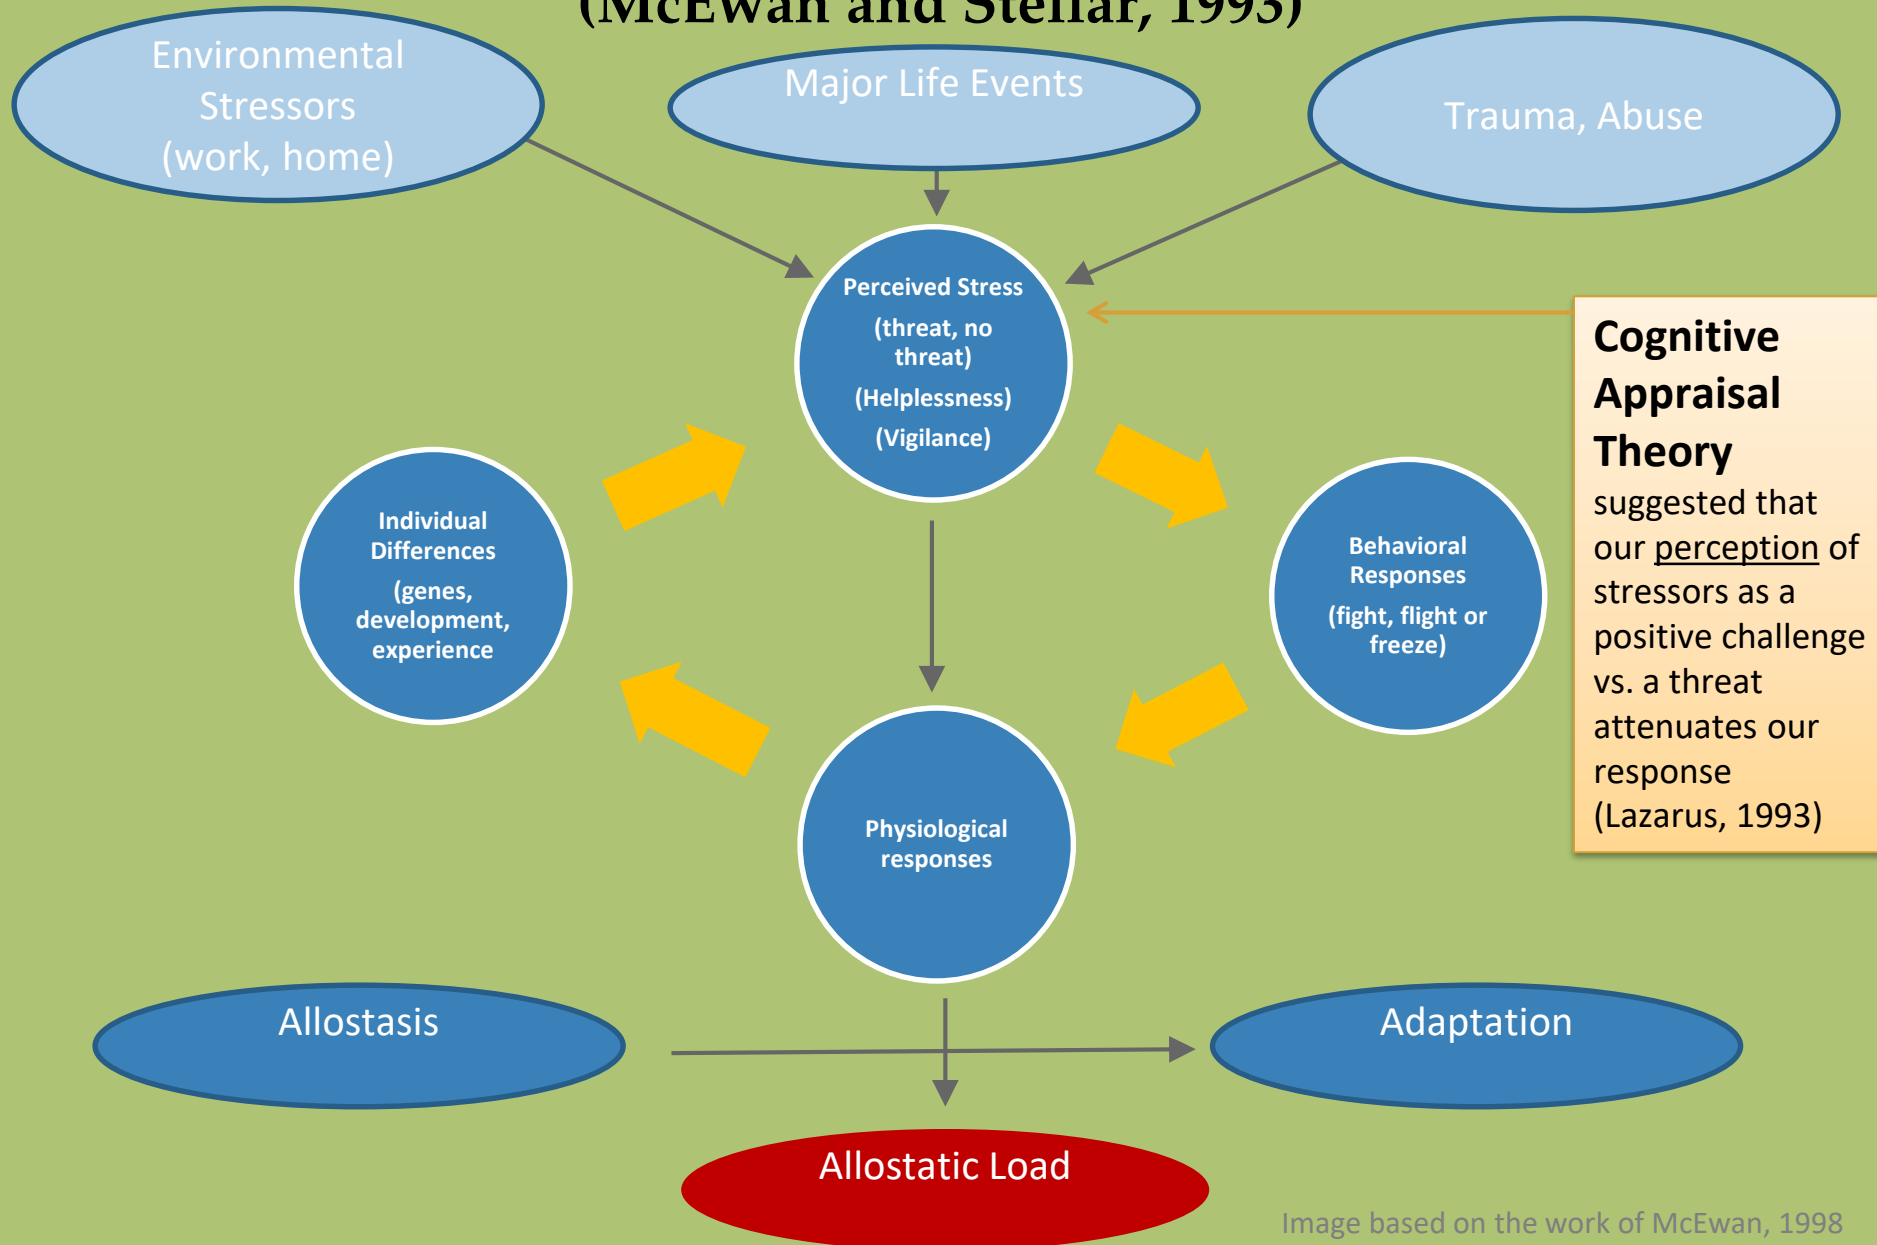 (McEwan and Stellar, 1993)
Environmental
Stressors
(work, home)
Major Life Events
Trauma, Abuse
Perceived Stress
(threat, no
threat)
(Helplessness)
(Vigilance)
Cognitive
Appraisal
Theory
suggested that
our perception of
stressors as a
positive challenge
vs. a threat
attenuates our
response
(Lazarus, 1993)
Individual
Differences
(genes,
development,
experience
Behavioral
Responses
(fight, flight or
freeze)
Physiological
responses
Allostasis
Adaptation
Allostatic Load
Image based on the work of McEwan, 1998